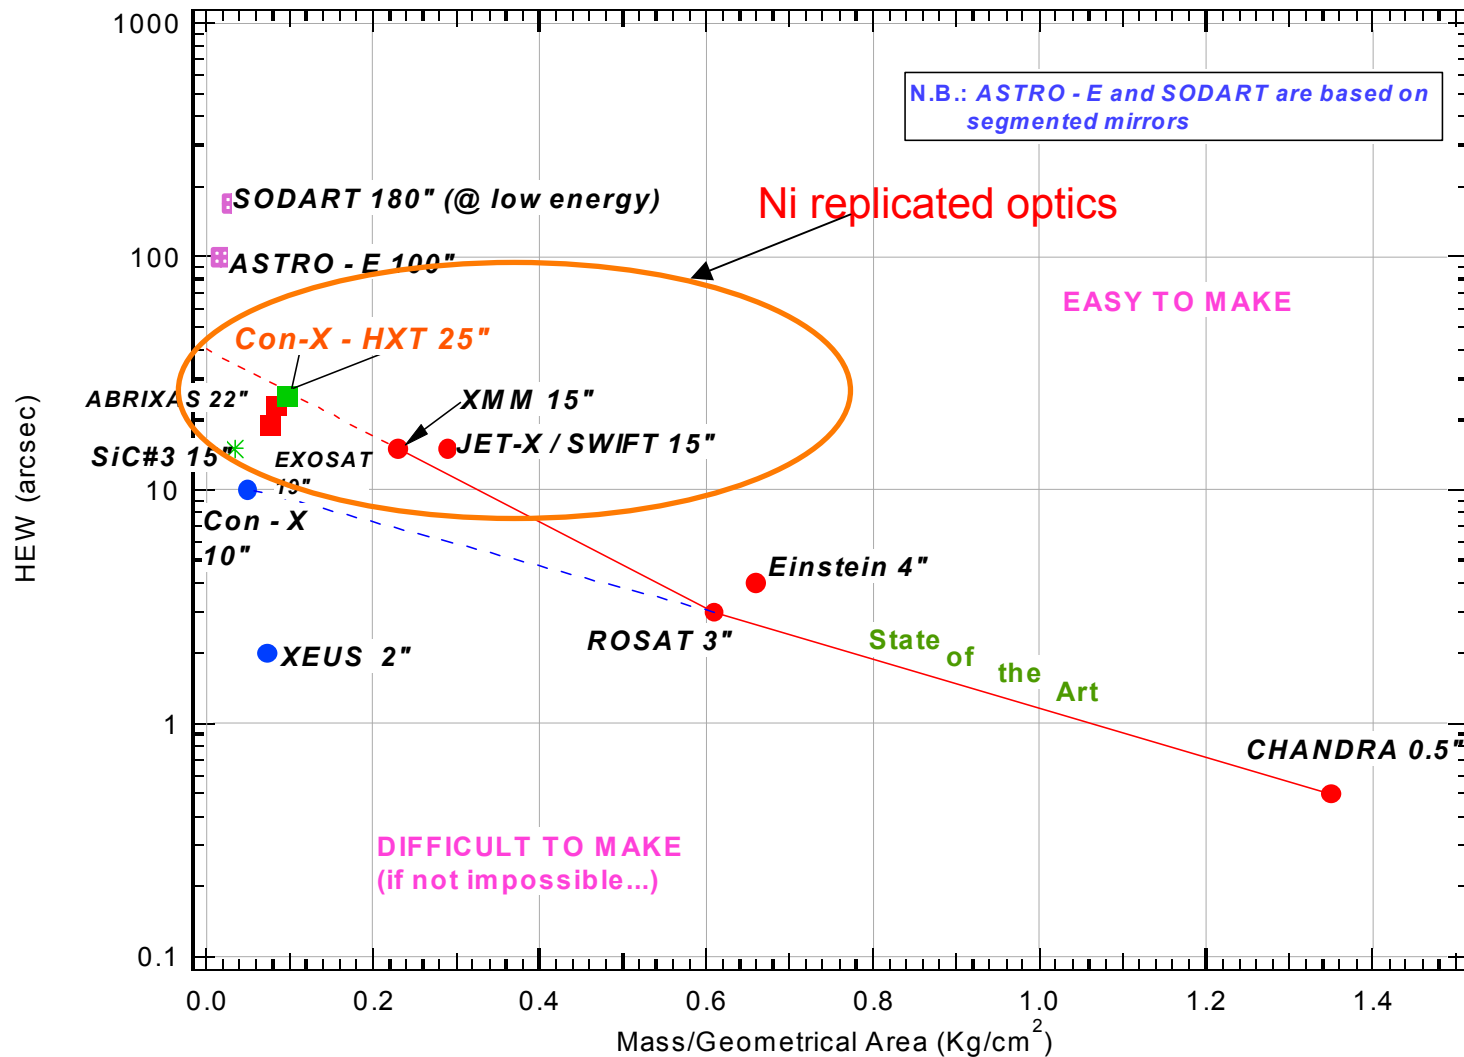 1000
N.B.: ASTRO - E and SODART are based on
segmented mirrors
SODART 180" (@ low energy)
Ni replicated optics
100
ASTRO - E 100"
EASY TO MAKE
Con-X - HXT 25"
ABRIXAS 22"
XMM 15"
JET-X / SWIFT 15"
SiC#3 15"
EXOSAT
19"
10
Con - X
10"
Einstein 4"
ROSAT 3"
State of the Art
XEUS 2"
1
CHANDRA 0.5"
DIFFICULT TO MAKE
(if not impossible...)
0.1
HEW (arcsec)
0.0 0.2 0.4 0.6 0.8 1.0 1.2 1.4
Mass/Geometrical Area (Kg/cm²)